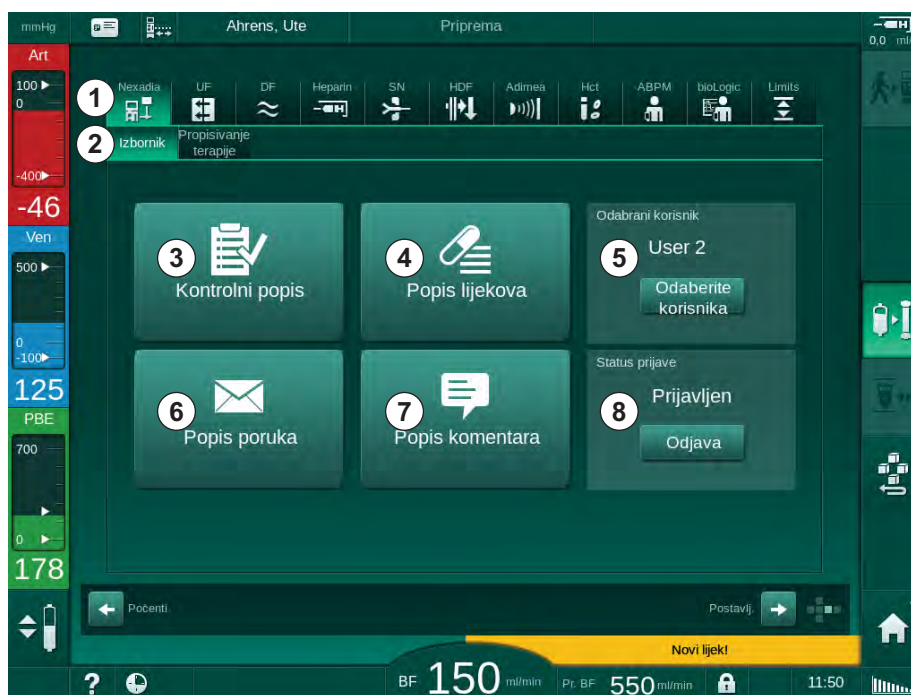 mmHg
Ahrens, Ute
Priprema
0,0 ml/
Art
100
0
-400
-46
Ven
500
0
-100
125
PBE
700
0
178
1
Nexadia
UF
DF
Heparin
SN
HDF
Adimea
Hct
ABPM
bioLogic
Limits
2
Izbornik
Propisivanje
terapije
3
Kontrolni popis
4
Popis lijekova
Odabrani korisnik
5
User 2
Odaberite
korisnika
6
Popis poruka
7
Popis komentara
Status prijave
8
Prijavljen
Odjava
Početni
Postavlj.
Novi lijek!
?
BF 150 ml/min
Pr. BF 550 ml/min
11:50